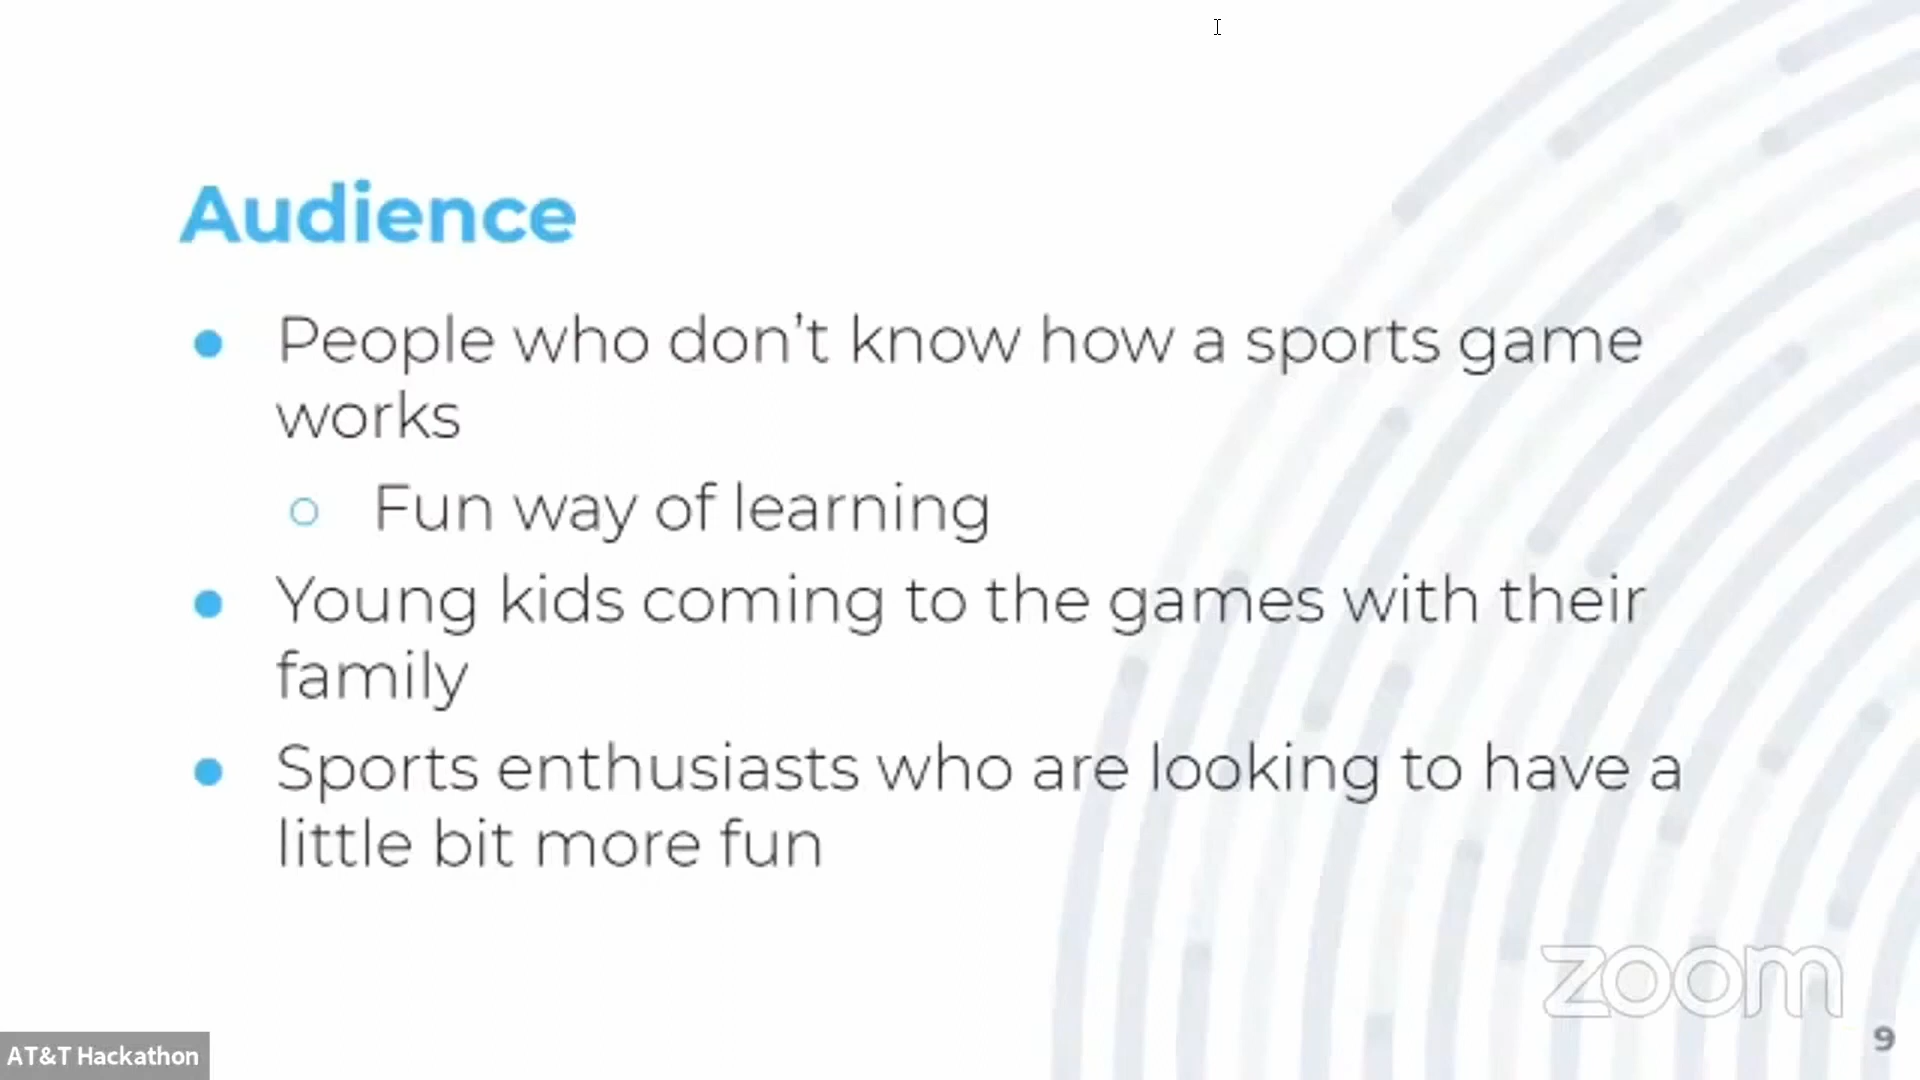 Audience
● People who don't know how a sports game
works
○ Fun way of learning
● Young kids coming to the games with their
family
● Sports enthusiasts who are looking to have a
little bit more fun
zoom
9
AT&T Hackathon